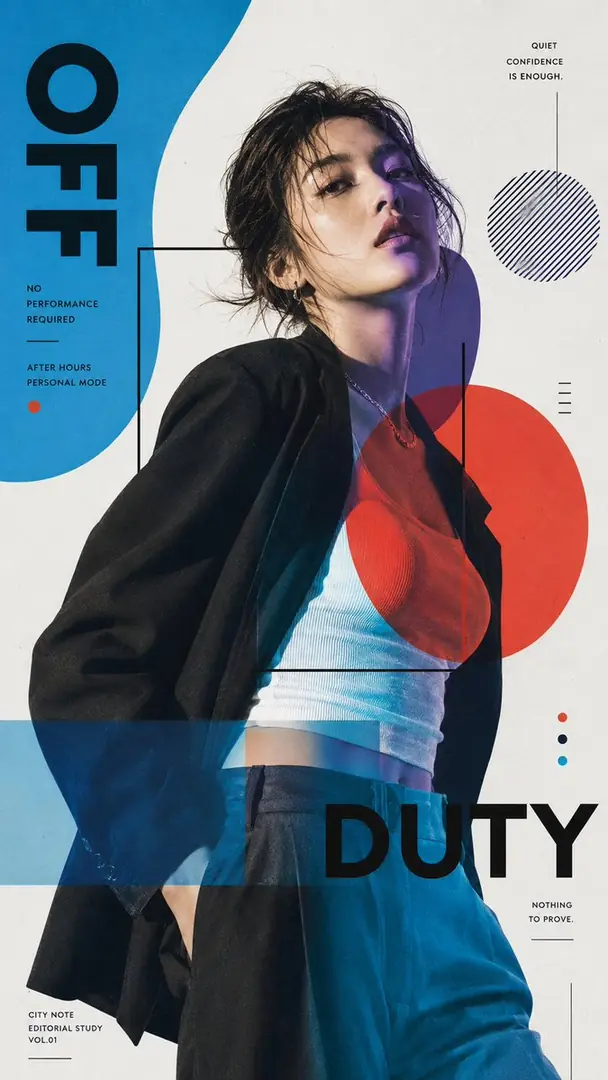 OFF
NO
PERFORMANCE
REQUIRED
AFTER HOURS
PERSONAL MODE
QUIET
CONFIDENCE
IS ENOUGH.
DUTY
NOTHING
TO PROVE.
CITY NOTE
EDITORIAL STUDY
VOL.01